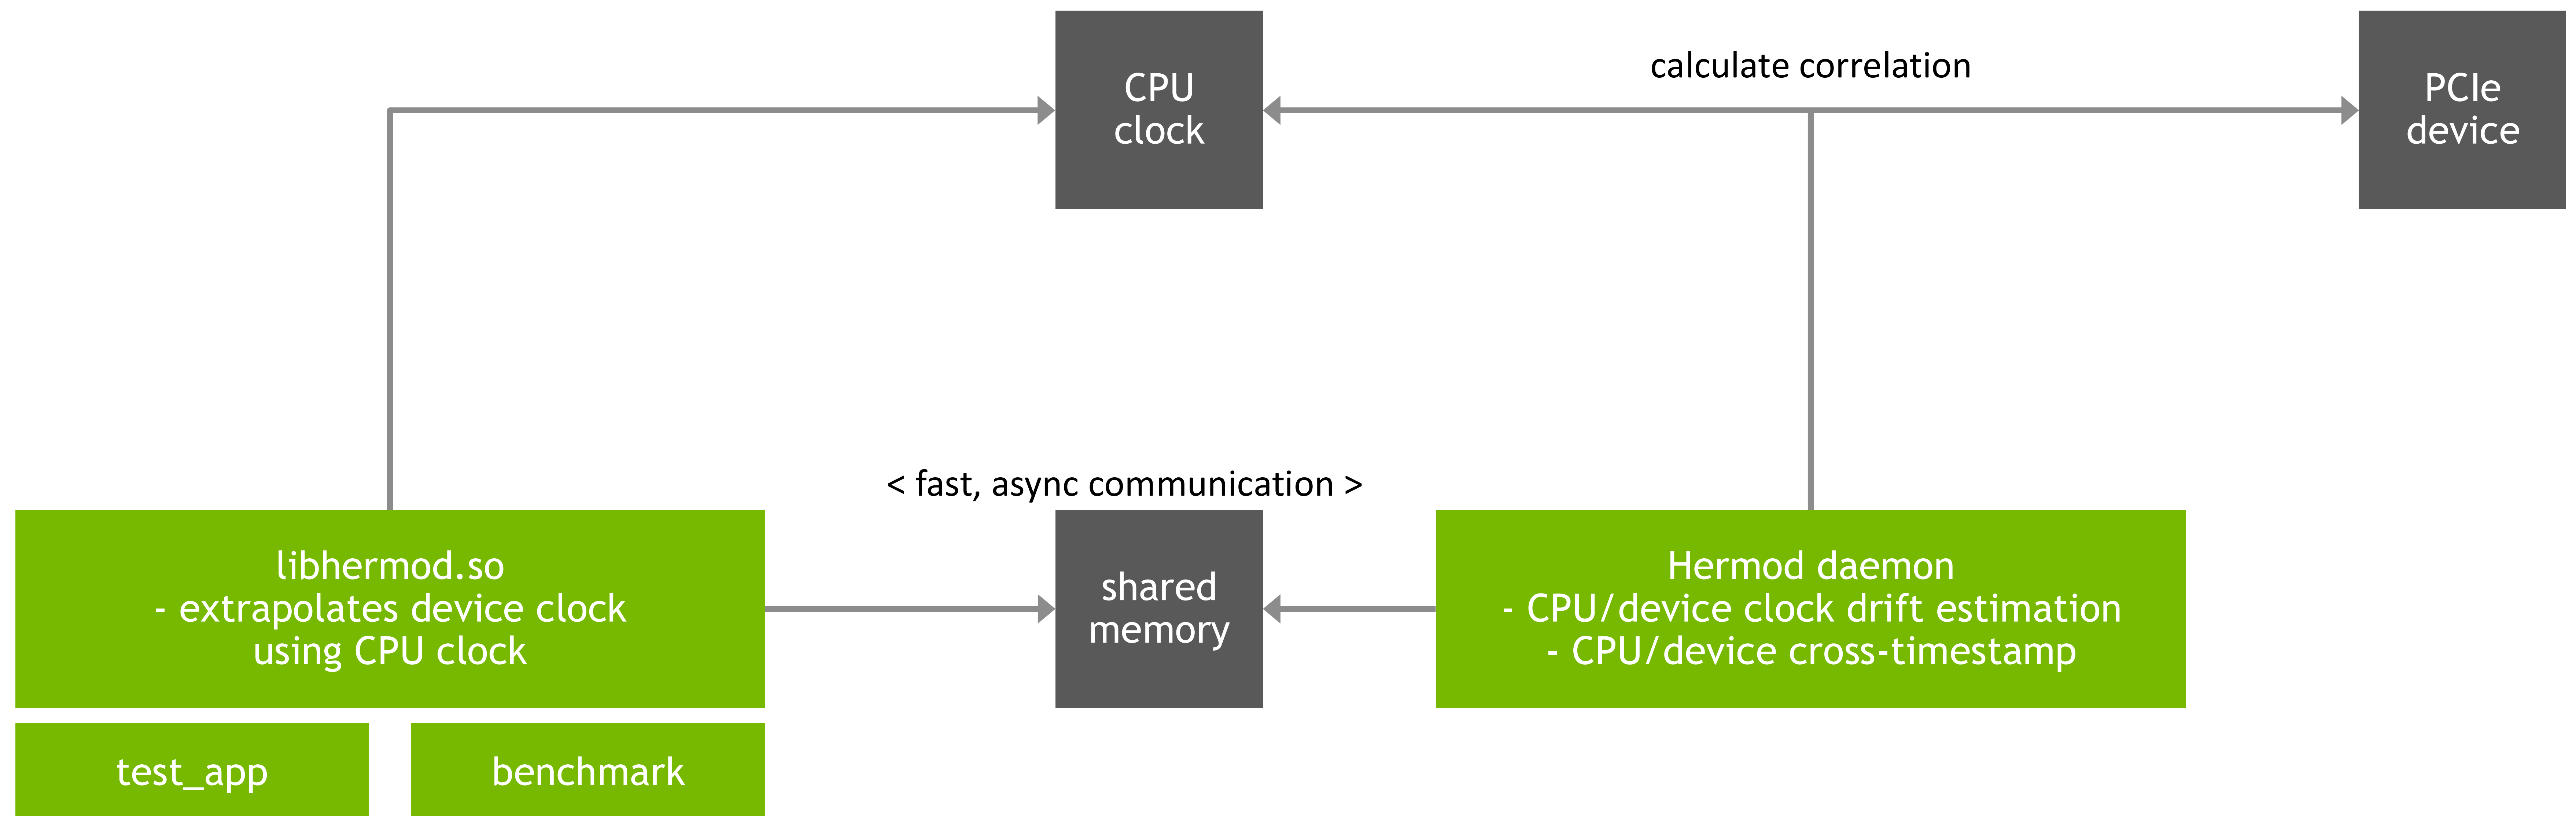 CPU
clock
calculate correlation
PCIe
device
< fast, async communication >
libhermod.so
- extrapolates device clock
using CPU clock
shared
memory
Hermod daemon
- CPU/device clock drift estimation
- CPU/device cross-timestamp
test_app
benchmark